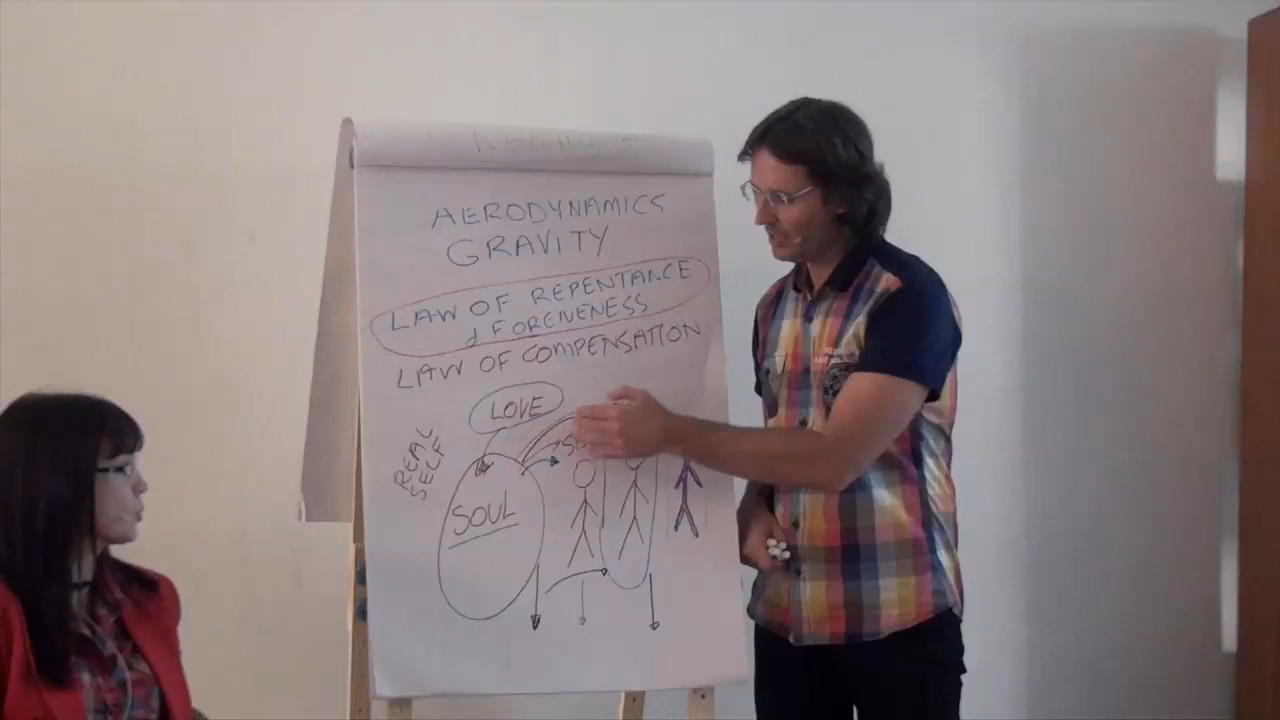 AERODYNAMICS
GRAVITY
LAW OF REPENTANCE
& FORGIVENESS
LAW OF COMPENSATION
LOVE
REAL
SELF
SOUL